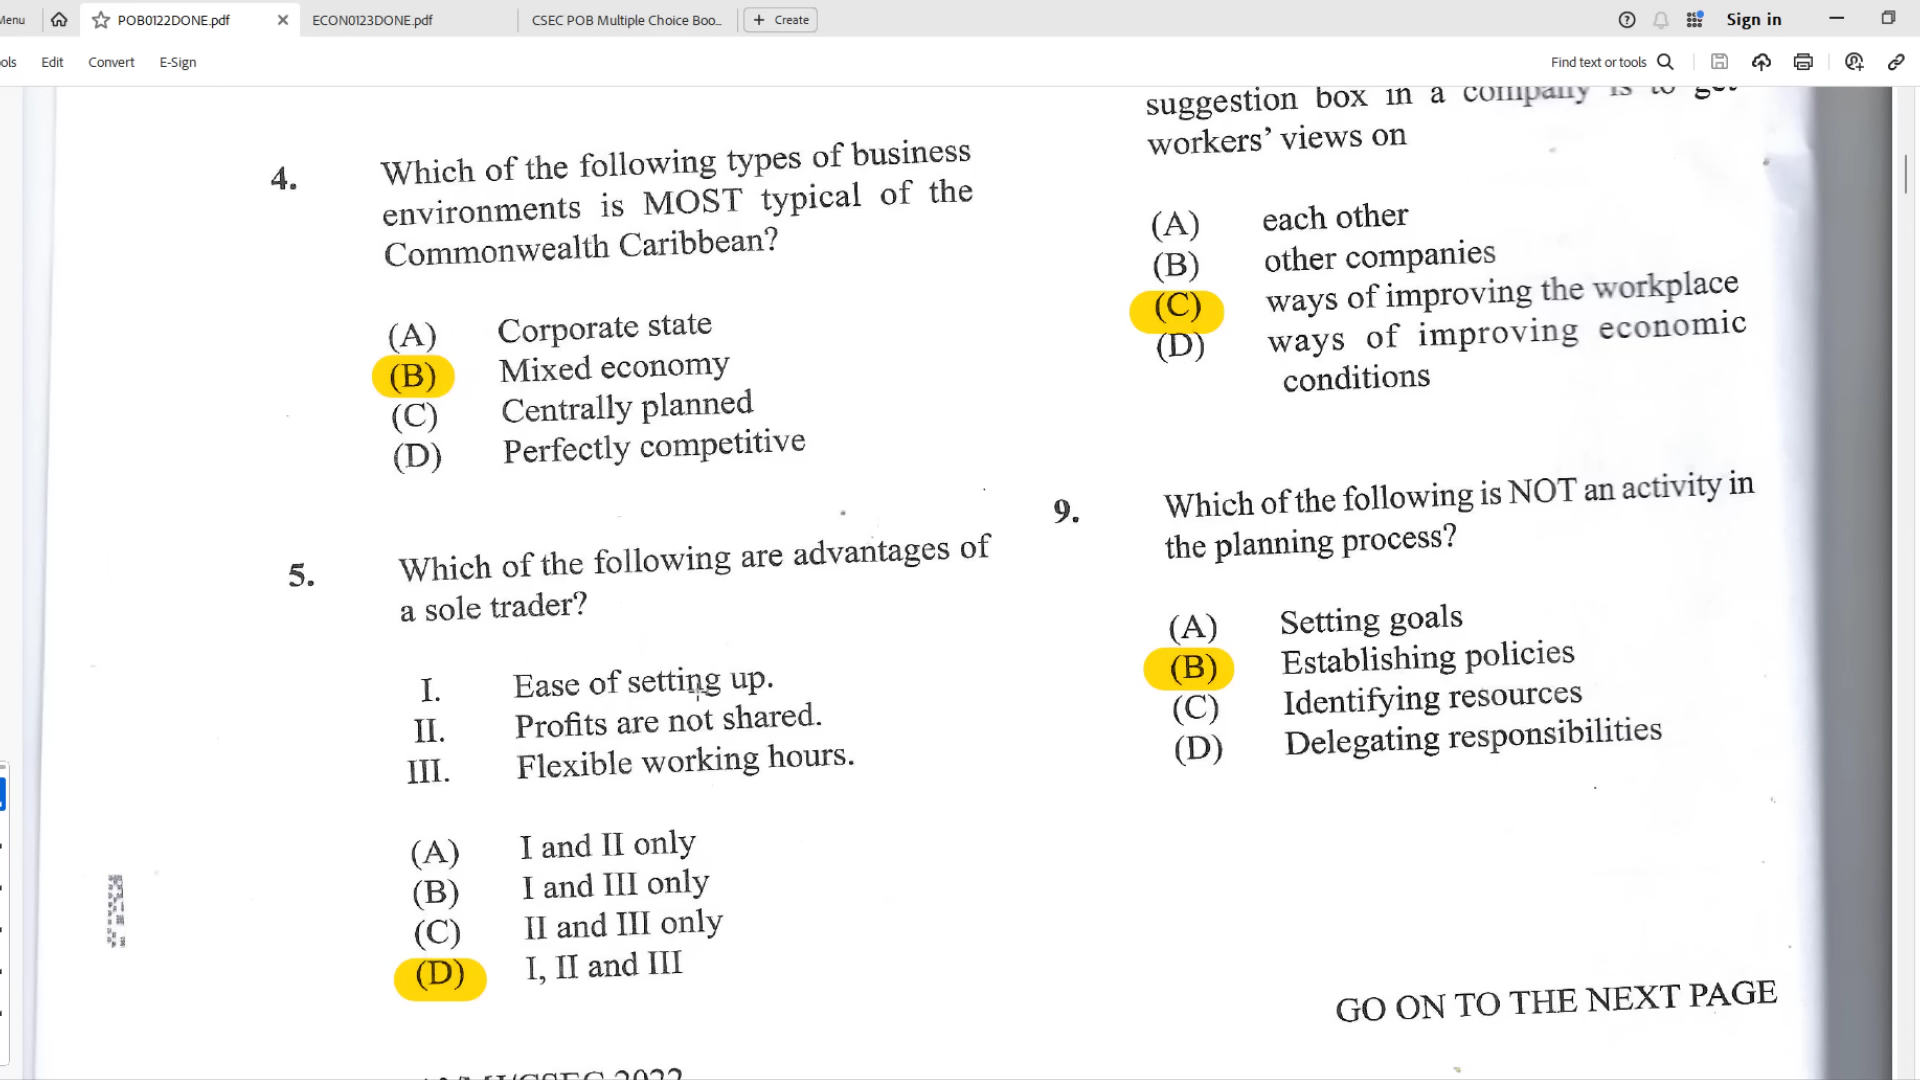 Menu
POB0122DONE.pdf
ECON0123DONE.pdf
CSEC POB Multiple Choice Boo...
+ Create
Sign in
ols Edit Convert E-Sign
Find text or tools
4. Which of the following types of business
environments is MOST typical of the
Commonwealth Caribbean?
(A) Corporate state
(B) Mixed economy
(C) Centrally planned
(D) Perfectly competitive
5. Which of the following are advantages of
a sole trader?
I. Ease of setting up.
II. Profits are not shared.
III. Flexible working hours.
(A) I and II only
(B) I and III only
(C) II and III only
(D) I, II and III
suggestion box in a company is to get
workers' views on
(A) each other
(B) other companies
(C) ways of improving the workplace
(D) ways of improving economic
conditions
9. Which of the following is NOT an activity in
the planning process?
(A) Setting goals
(B) Establishing policies
(C) Identifying resources
(D) Delegating responsibilities
GO ON TO THE NEXT PAGE